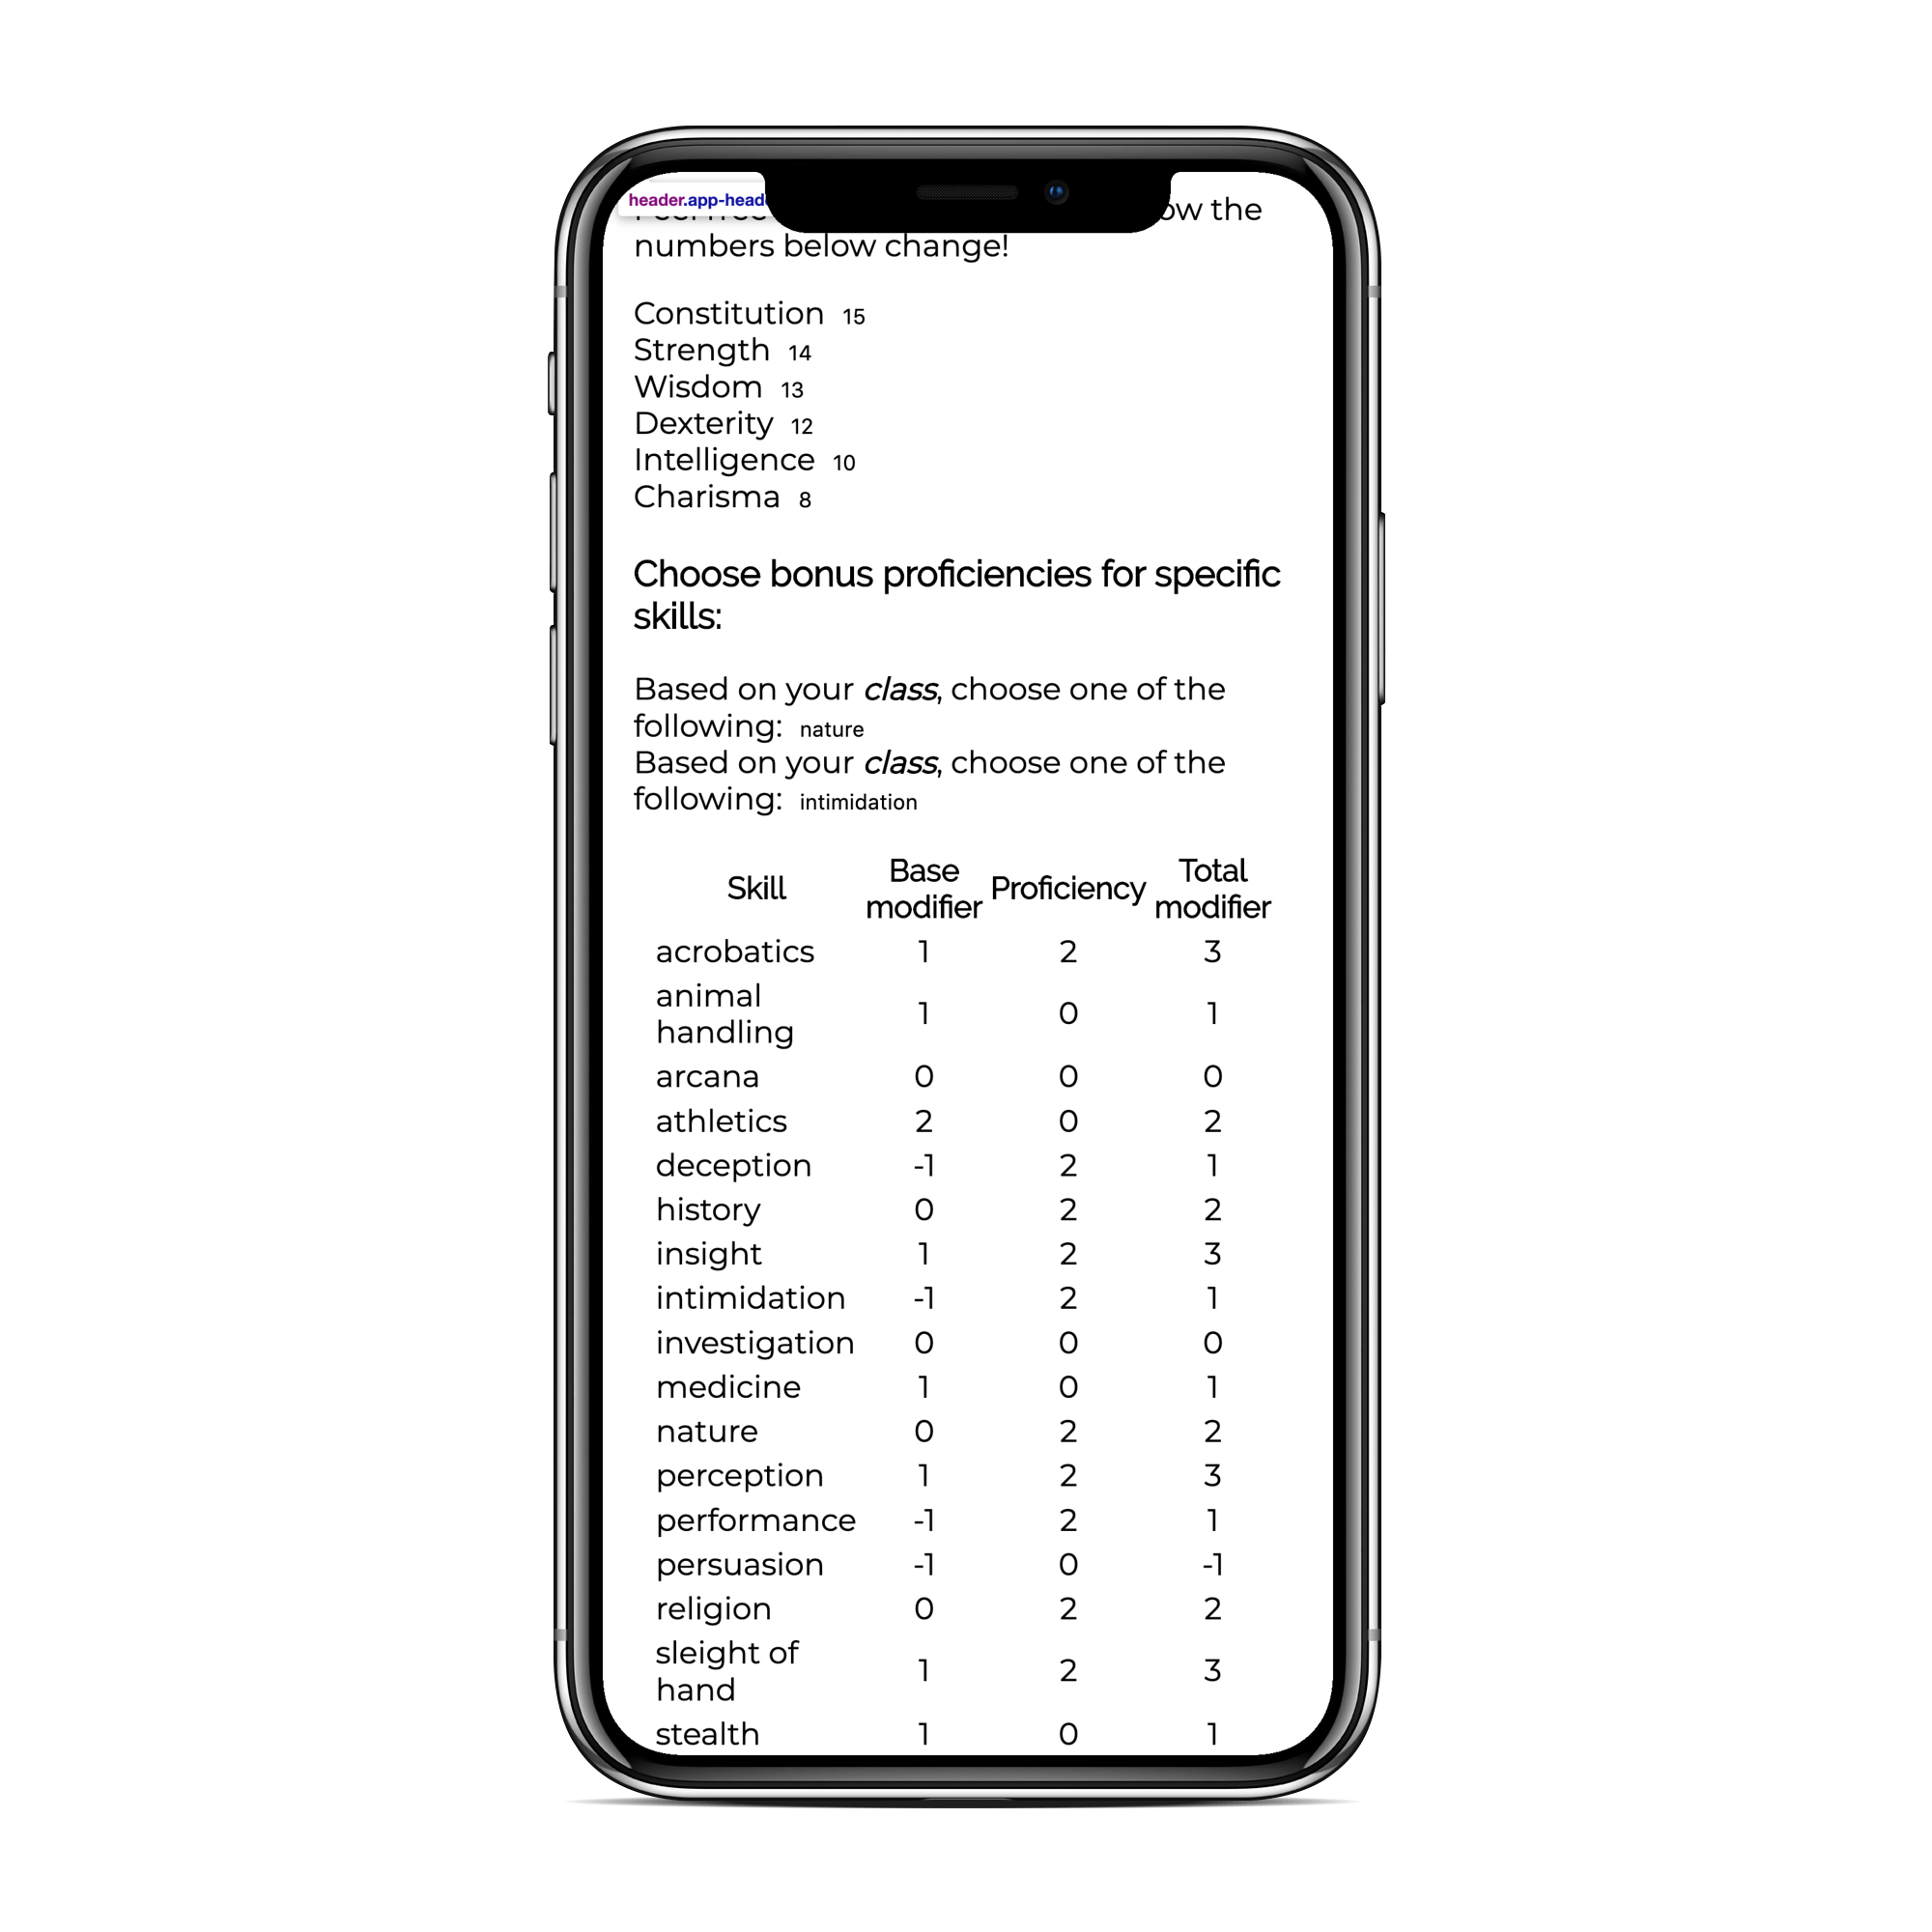 header.app-head
ow the
numbers below change!
Constitution 15
Strength 14
Wisdom 13
Dexterity 12
Intelligence 10
Charisma 8
Choose bonus proficiencies for specific
skills:
Based on your class, choose one of the
following: nature
Based on your class, choose one of the
following: intimidation
Skill Base modifier Proficiency Total modifier
acrobatics 1 2 3
animal handling 1 0 1
arcana 0 0 0
athletics 2 0 2
deception -1 2 1
history 0 2 2
insight 1 2 3
intimidation -1 2 1
investigation 0 0 0
medicine 1 0 1
nature 0 2 2
perception 1 2 3
performance -1 2 1
persuasion -1 0 -1
religion 0 2 2
sleight of hand 1 2 3
stealth 1 0 1